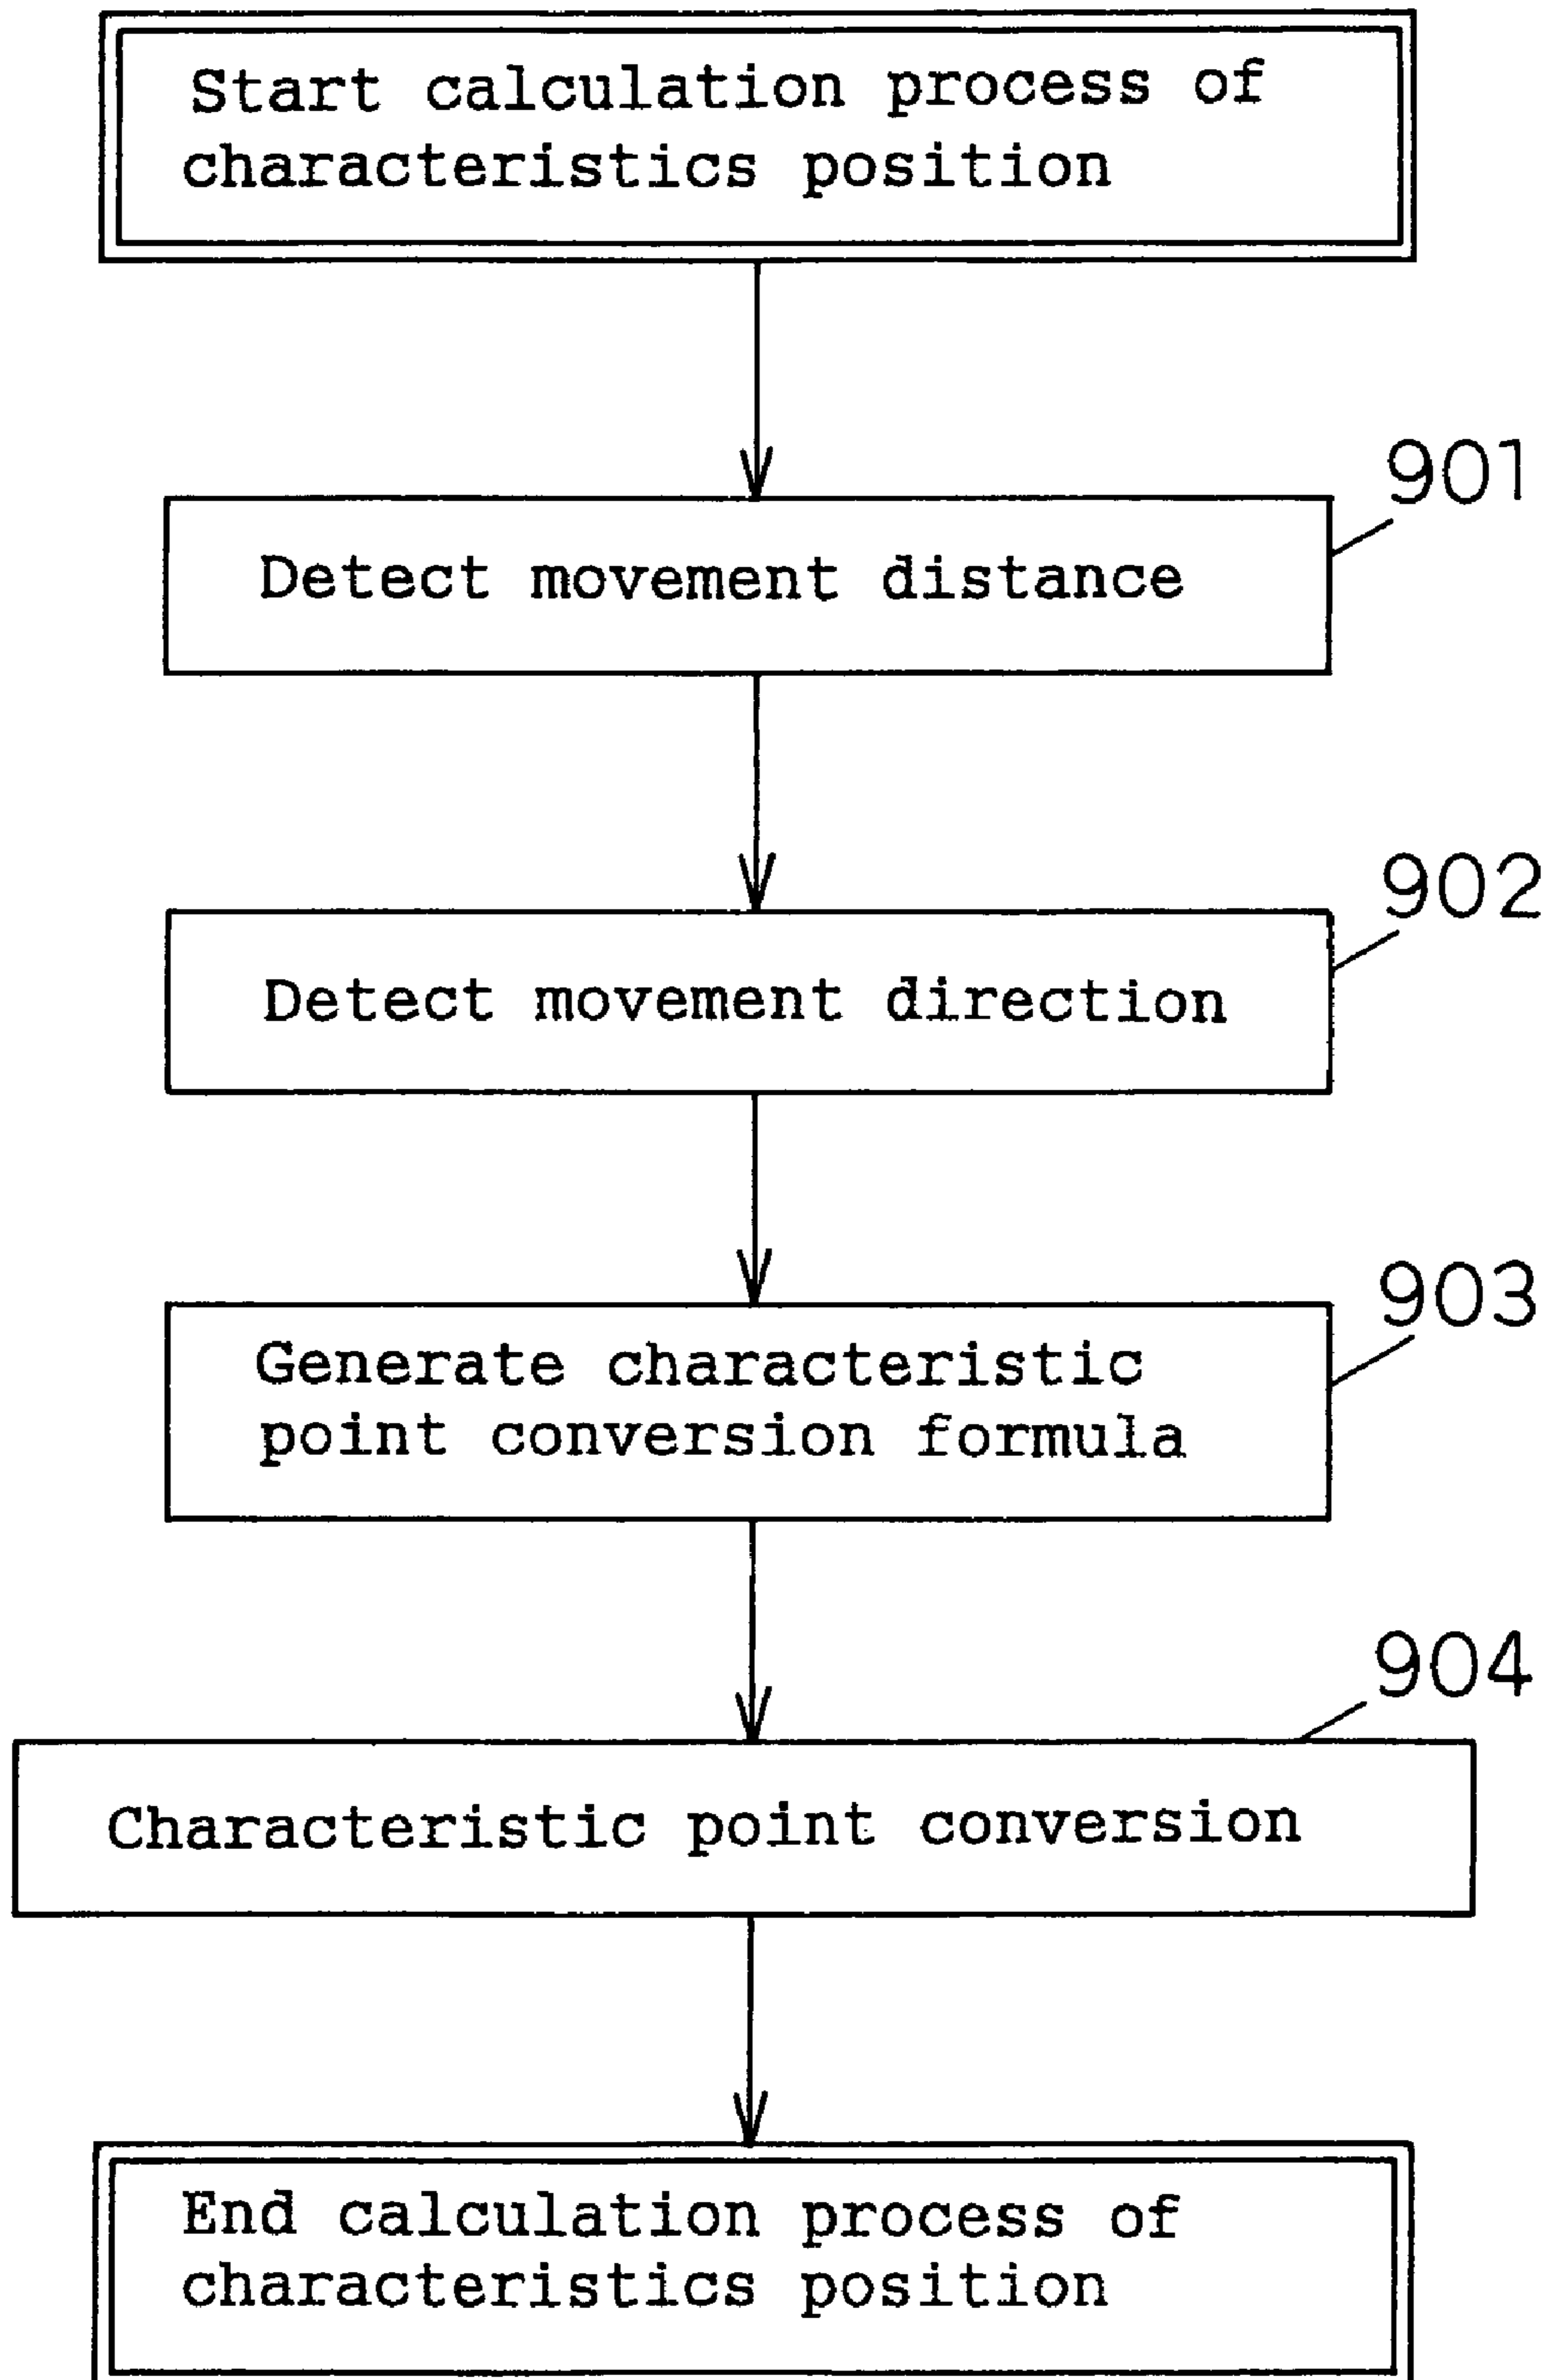 Start calculation process of
characteristics position
901
Detect movement distance
902
Detect movement direction
903
Generate characteristic
point conversion formula
904
Characteristic point conversion
End calculation process of
characteristics position